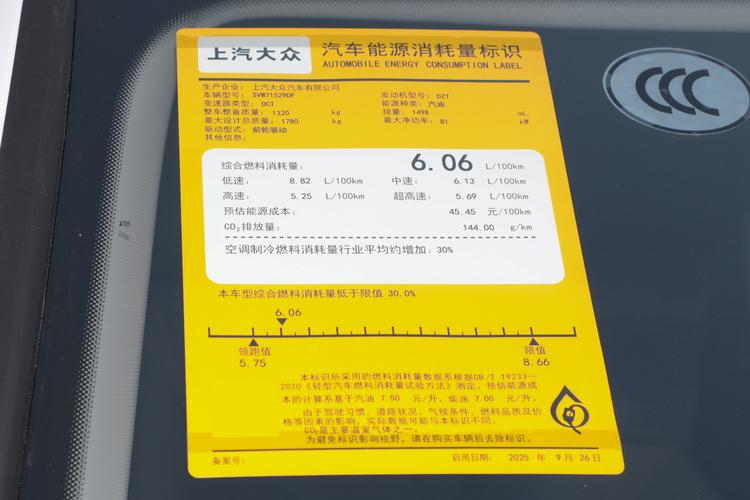 上汽大众
汽车能源消耗量标识
AUTOMOBILE ENERGY CONSUMPTION LABEL
生产企业: 上汽大众汽车有限公司
车辆型号: SVW71529DF 发动机型号: DZT
变速器类型: DCT 能源种类: 汽油
整车整备质量: 1320 kg 排量: 1498 mL
最大设计总质量: 1780 kg 最大净功率: 81 kW
驱动型式: 前轮驱动
其他信息:
综合燃料消耗量: 6.06 L/100km
低速: 8.82 L/100km 中速: 6.13 L/100km
高速: 5.25 L/100km 超高速: 5.69 L/100km
预估能源成本: 45.45 元/100km
CO₂排放量: 144.00 g/km
空调制冷燃料消耗量行业平均约增加: 30%
本车型综合燃料消耗量低于限值 30.0%
6.06
领跑值 限值
5.75 8.66
本标识所采用的燃料消耗量数据系根据GB/T 19233—
2020《轻型汽车燃料消耗量试验方法》测定。预估能源成
本的计算系基于汽油 7.50 元/升、柴油 7.00 元/升。
由于驾驶习惯、道路状况、气候条件、燃料品质及价
格等因素的影响，实际数据可能与本标识不同。
CO₂是主要温室气体之一。
为避免标识影响视野，请在购买车辆后去除标识。
备案号: 启用日期: 2025 年 9 月 26 日
CCC